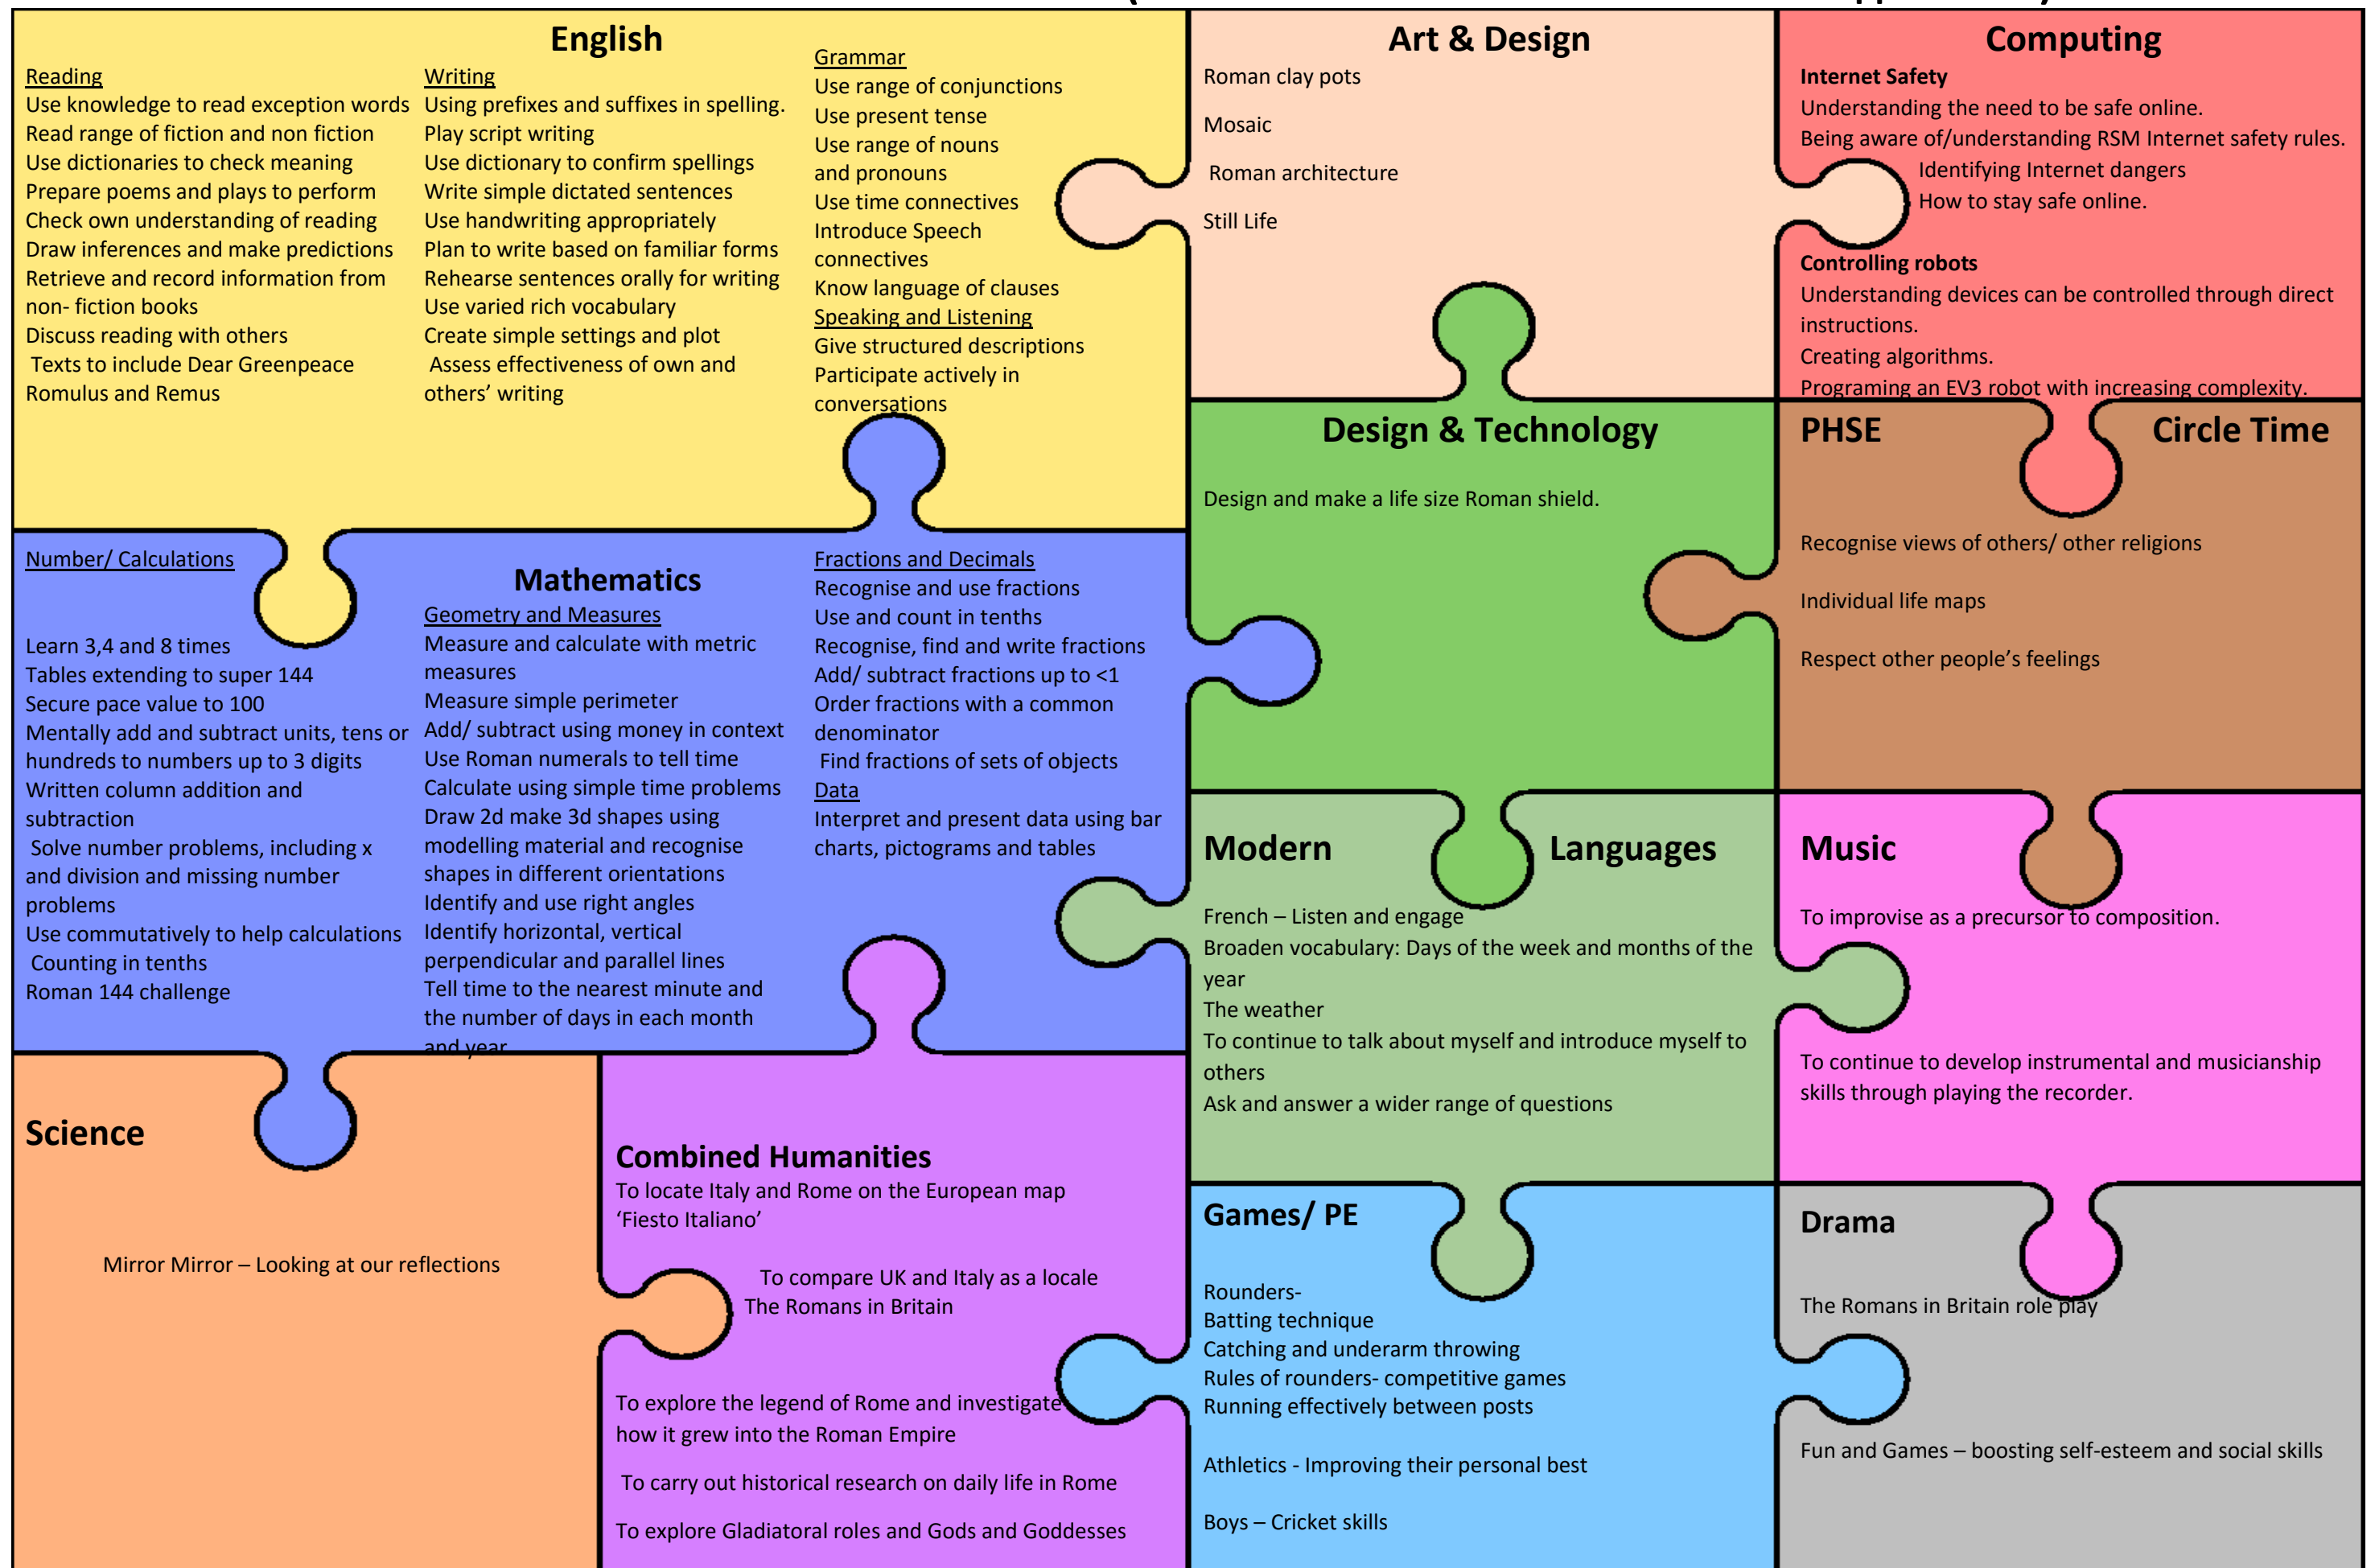 English
Reading
Use knowledge to read exception words
Read range of fiction and non fiction
Use dictionaries to check meaning
Prepare poems and plays to perform
Check own understanding of reading
Draw inferences and make predictions
Retrieve and record information from
non- fiction books
Discuss reading with others
Texts to include Dear Greenpeace
Romulus and Remus
Writing
Using prefixes and suffixes in spelling.
Play script writing
Use dictionary to confirm spellings
Write simple dictated sentences
Use handwriting appropriately
Plan to write based on familiar forms
Rehearse sentences orally for writing
Use varied rich vocabulary
Create simple settings and plot
Assess effectiveness of own and
others’ writing
Grammar
Use range of conjunctions
Use present tense
Use range of nouns
and pronouns
Use time connectives
Introduce Speech
connectives
Know language of clauses
Speaking and Listening
Give structured descriptions
Participate actively in
conversations
Art & Design
Roman clay pots
Mosaic
Roman architecture
Still Life
Computing
Internet Safety
Understanding the need to be safe online.
Being aware of/understanding RSM Internet safety rules.
Identifying Internet dangers
How to stay safe online.
Controlling robots
Understanding devices can be controlled through direct
instructions.
Creating algorithms.
Programing an EV3 robot with increasing complexity.
Design & Technology
Design and make a life size Roman shield.
PHSE Circle Time
Recognise views of others/ other religions
Individual life maps
Respect other people’s feelings
Mathematics
Number/ Calculations
Learn 3,4 and 8 times
Tables extending to super 144
Secure pace value to 100
Mentally add and subtract units, tens or
hundreds to numbers up to 3 digits
Written column addition and
subtraction
Solve number problems, including x
and division and missing number
problems
Use commutatively to help calculations
Counting in tenths
Roman 144 challenge
Geometry and Measures
Measure and calculate with metric
measures
Measure simple perimeter
Add/ subtract using money in context
Use Roman numerals to tell time
Calculate using simple time problems
Draw 2d make 3d shapes using
modelling material and recognise
shapes in different orientations
Identify and use right angles
Identify horizontal, vertical
perpendicular and parallel lines
Tell time to the nearest minute and
the number of days in each month
and year
Fractions and Decimals
Recognise and use fractions
Use and count in tenths
Recognise, find and write fractions
Add/ subtract fractions up to <1
Order fractions with a common
denominator
Find fractions of sets of objects
Data
Interpret and present data using bar
charts, pictograms and tables
Modern Languages
French – Listen and engage
Broaden vocabulary: Days of the week and months of the
year
The weather
To continue to talk about myself and introduce myself to
others
Ask and answer a wider range of questions
Music
To improvise as a precursor to composition.
To continue to develop instrumental and musicianship
skills through playing the recorder.
Science
Mirror Mirror – Looking at our reflections
Combined Humanities
To locate Italy and Rome on the European map
‘Fiesto Italiano’
To compare UK and Italy as a locale
The Romans in Britain
To explore the legend of Rome and investigate
how it grew into the Roman Empire
To carry out historical research on daily life in Rome
To explore Gladiatoral roles and Gods and Goddesses
Games/ PE
Rounders-
Batting technique
Catching and underarm throwing
Rules of rounders- competitive games
Running effectively between posts
Athletics - Improving their personal best
Boys – Cricket skills
Drama
The Romans in Britain role play
Fun and Games – boosting self-esteem and social skills